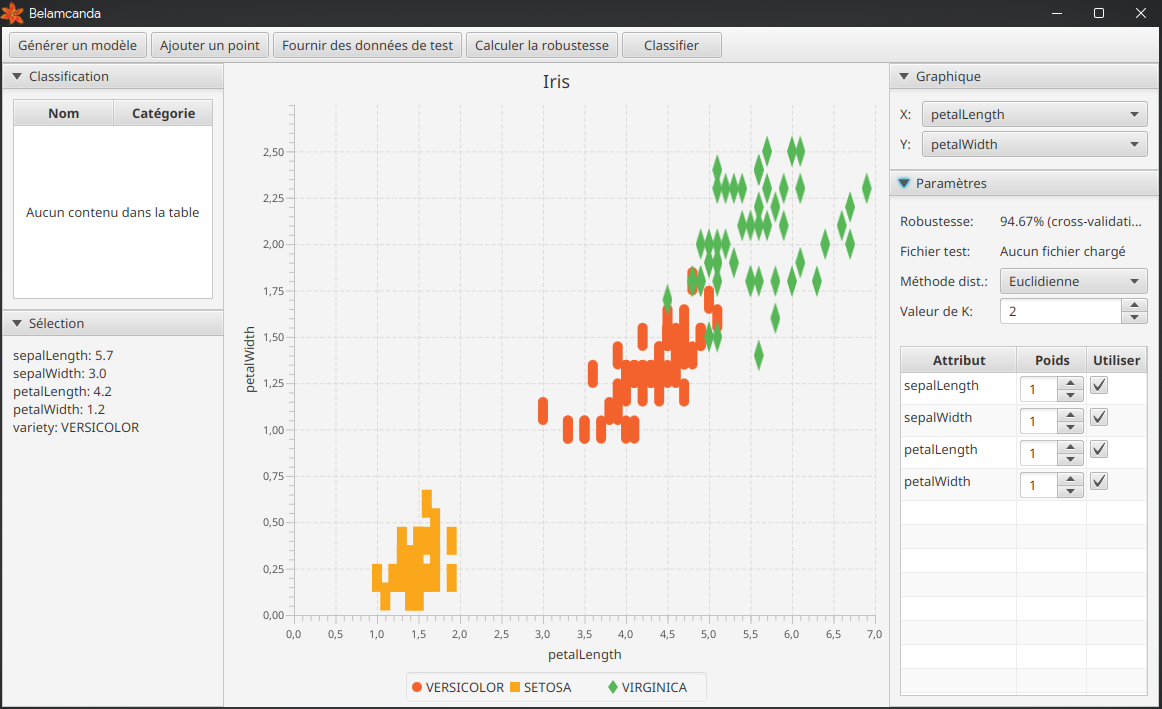 Belamcanda
Générer un modèle Ajouter un point Fournir des données de test Calculer la robustesse Classifier
Classification
Nom Catégorie
Aucun contenu dans la table
Sélection
sepalLength: 5.7
sepalWidth: 3.0
petalLength: 4.2
petalWidth: 1.2
variety: VERSICOLOR
Iris
petalWidth
2,50
2,25
2,00
1,75
1,50
1,25
1,00
0,75
0,50
0,25
0,00
0,0 0,5 1,0 1,5 2,0 2,5 3,0 3,5 4,0 4,5 5,0 5,5 6,0 6,5 7,0
petalLength
VERSICOLOR SETOSA VIRGINICA
Graphique
X: petalLength
Y: petalWidth
Paramètres
Robustesse: 94.67% (cross-validati...
Fichier test: Aucun fichier chargé
Méthode dist.: Euclidienne
Valeur de K: 2
Attribut Poids Utiliser
sepalLength 1
sepalWidth 1
petalLength 1
petalWidth 1